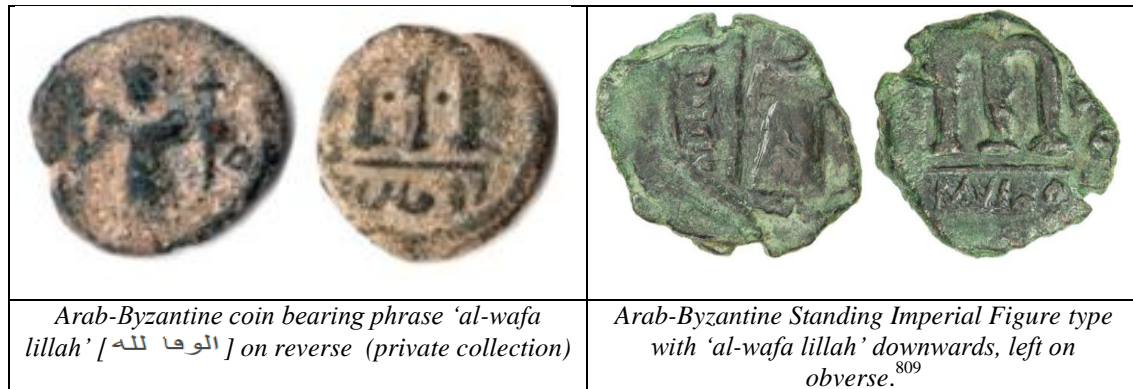 Arab-Byzantine coin bearing phrase ‘al-wafa
lillah’ [الوفا لله] on reverse (private collection)
Arab-Byzantine Standing Imperial Figure type
with ‘al-wafa lillah’ downwards, left on
obverse.809